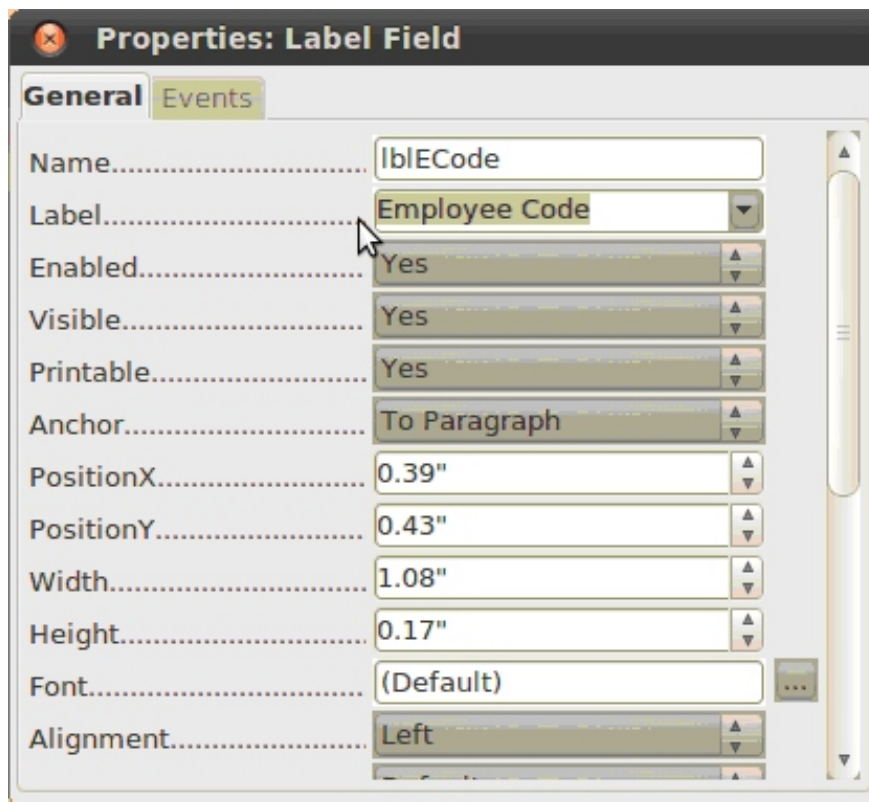 Properties: Label Field
General Events
Name............................. lblECode
Label.............................. Employee Code
Enabled.......................... Yes
Visible............................ Yes
Printable........................ Yes
Anchor........................... To Paragraph
PositionX....................... 0.39"
PositionY....................... 0.43"
Width............................. 1.08"
Height............................ 0.17"
Font............................... (Default)
...
Alignment...................... Left